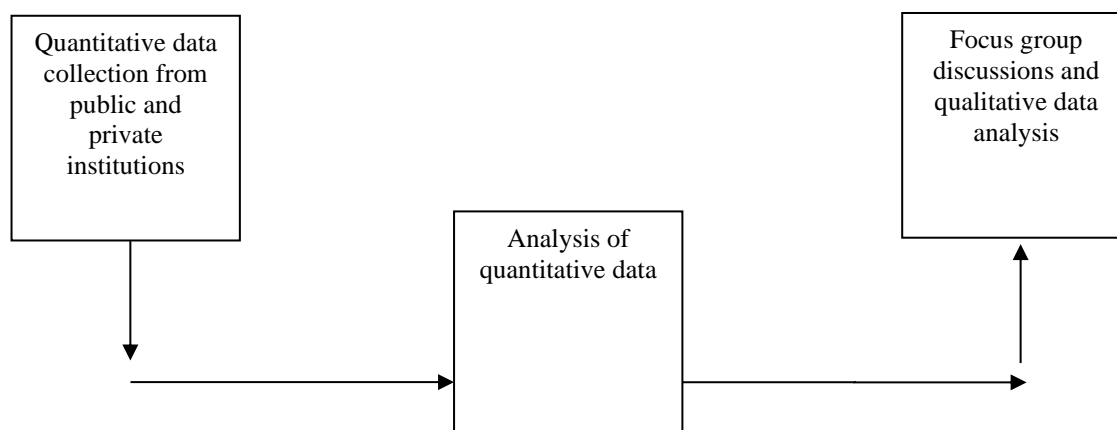 Quantitative data
collection from
public and
private
institutions
Analysis of
quantitative data
Focus group
discussions and
qualitative data
analysis